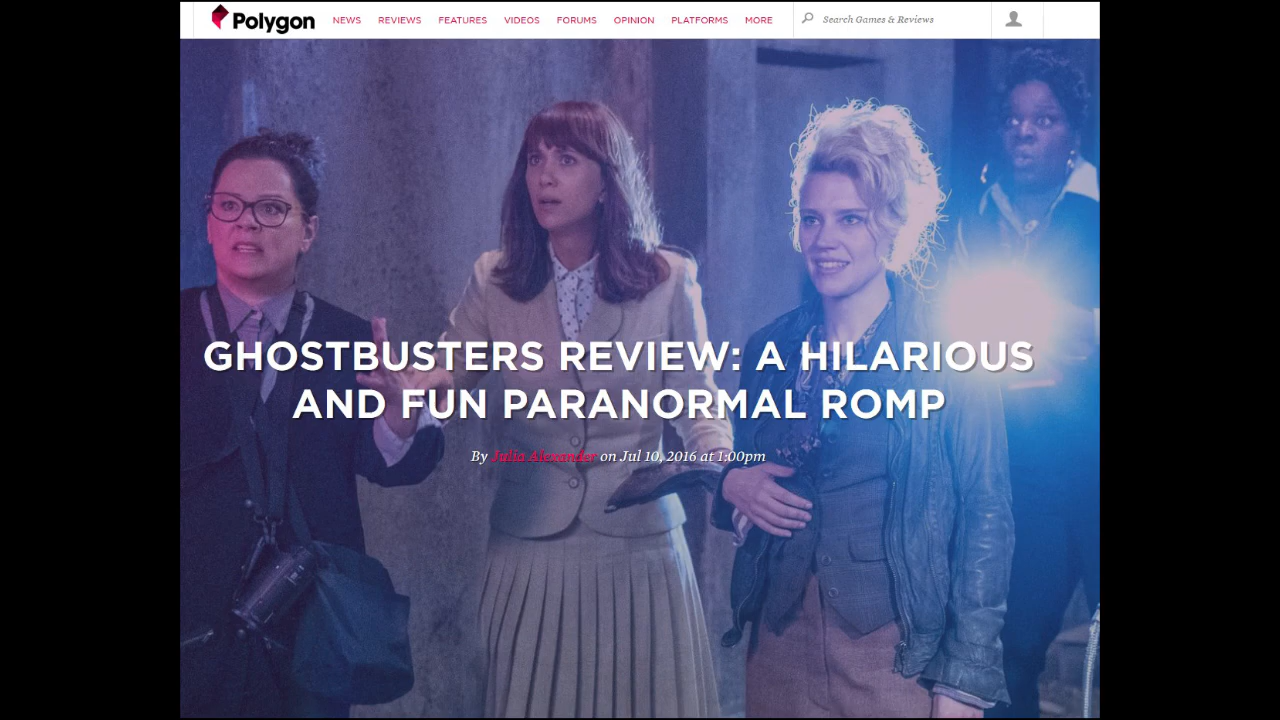 Polygon NEWS REVIEWS FEATURES VIDEOS FORUMS OPINION PLATFORMS MORE Search Games & Reviews
GHOSTBUSTERS REVIEW: A HILARIOUS
AND FUN PARANORMAL ROMP
By Julia Alexander on Jul 10, 2016 at 1:00pm